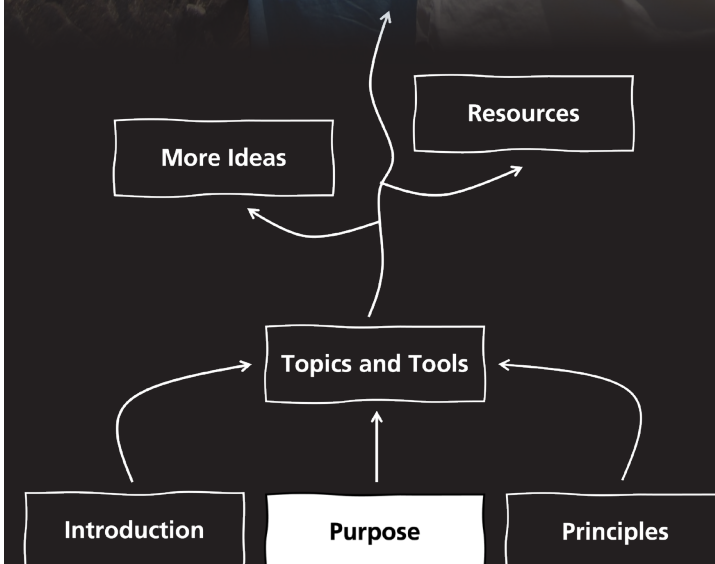 Resources
More Ideas
Topics and Tools
Introduction
Purpose
Principles